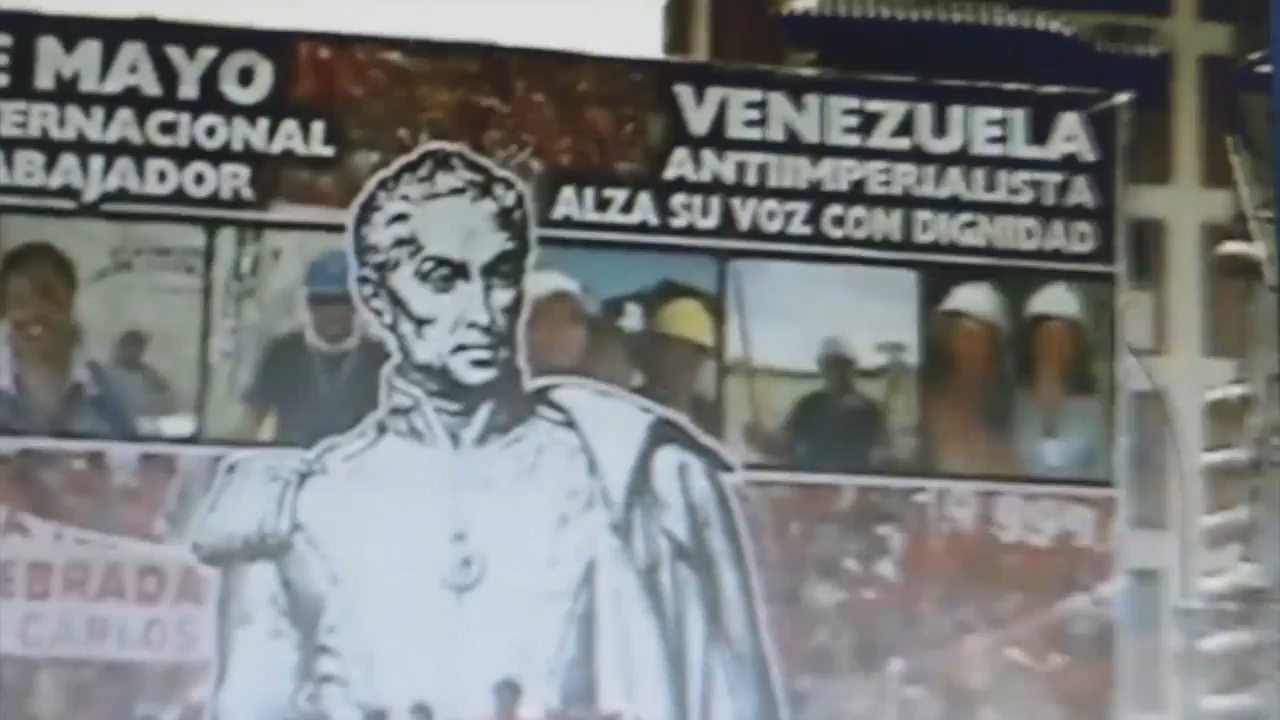 E MAYO
ERNACIONAL
ABAJADOR
VENEZUELA
ANTIIMPERIALISTA
ALZA SU VOZ CON DIGNIDAD
EBRADA
CARLOS